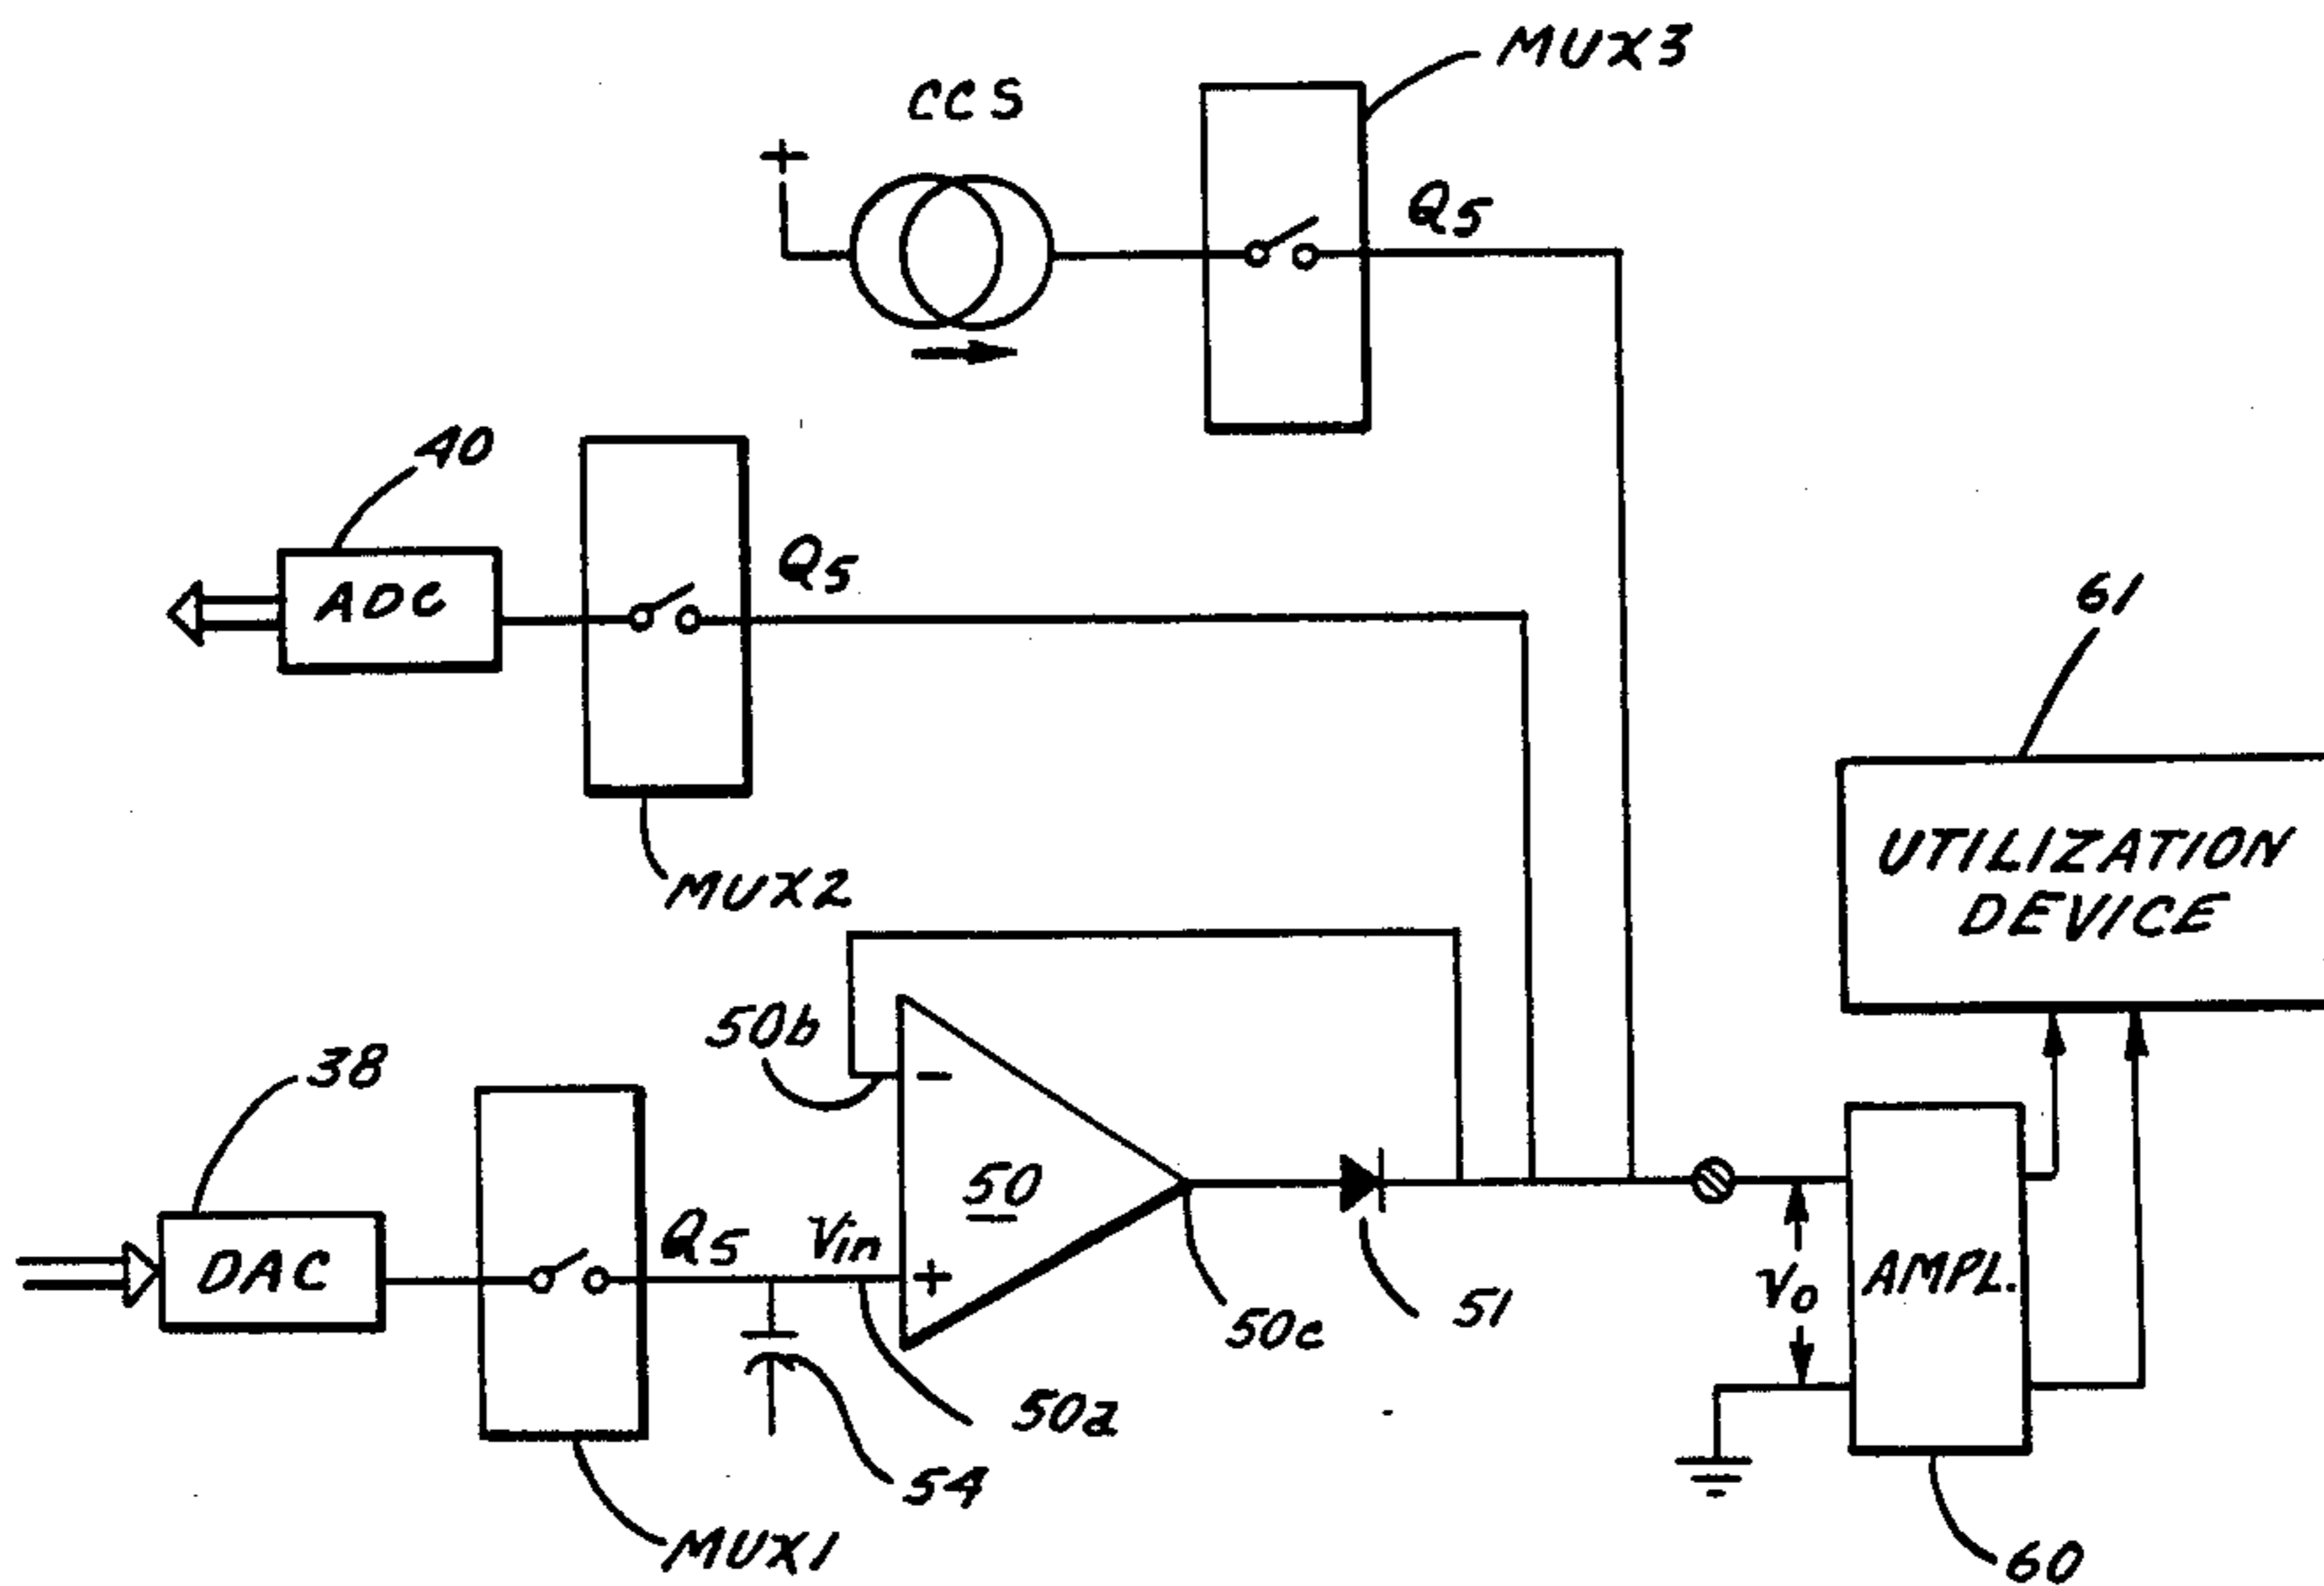 MUX3
CCS
+
Q5
40
ADC
Q5
61
MUX2
UTILIZATION
DEVICE
50b
-
38
50
DAC
Q5
Vin
+
AMPL.
Vo
51
50c
50a
54
MUX1
60